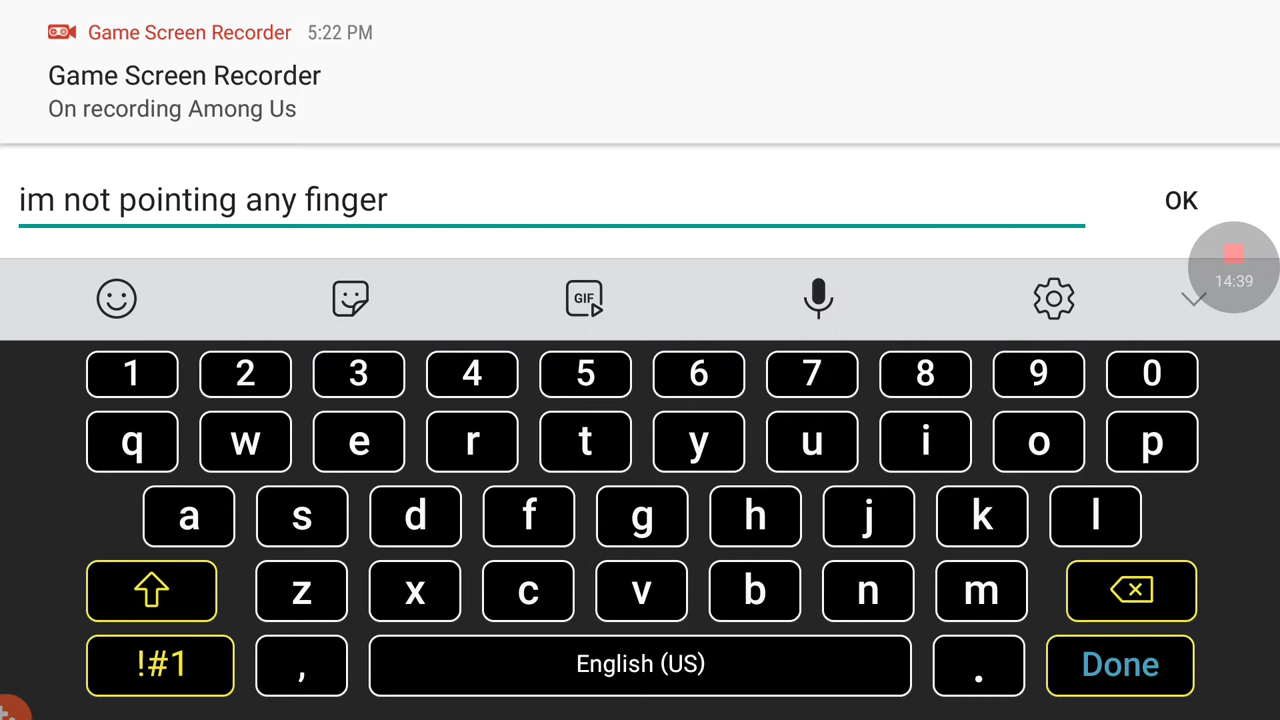 Game Screen Recorder 5:22 PM
Game Screen Recorder
On recording Among Us
im not pointing any finger
OK
14:39
GIF
1 2 3 4 5 6 7 8 9 0
q w e r t y u i o p
a s d f g h j k l
z x c v b n m
!#1 , English (US) . Done